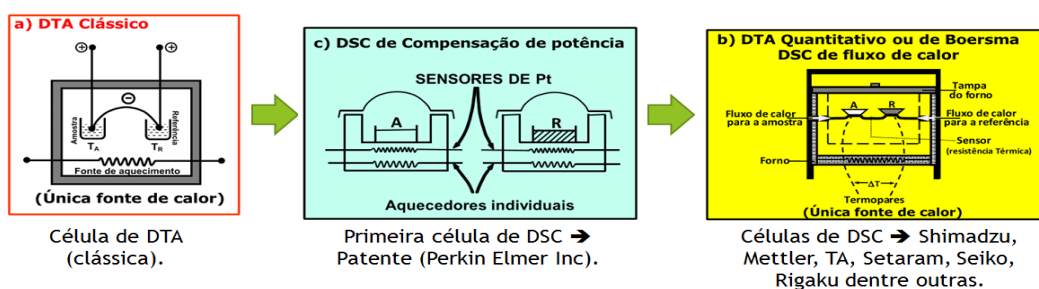 a) DTA Clássico
+
+
-
Amostra
Referência
TA
TR
Fonte de aquecimento
(Única fonte de calor)
Célula de DTA
(clássica).
c) DSC de Compensação de potência
SENSORES DE Pt
A
R
Aquecedores individuais
Primeira célula de DSC ➔
Patente (Perkin Elmer Inc).
b) DTA Quantitativo ou de Boersma
DSC de fluxo de calor
Tampa
do forno
A
R
Fluxo de calor
para a amostra
Fluxo de calor
para a referência
Sensor
(resistência Térmica)
Forno
ΔT
Termopares
(Única fonte de calor)
Células de DSC ➔ Shimadzu,
Mettler, TA, Setaram, Seiko,
Rigaku dentre outras.